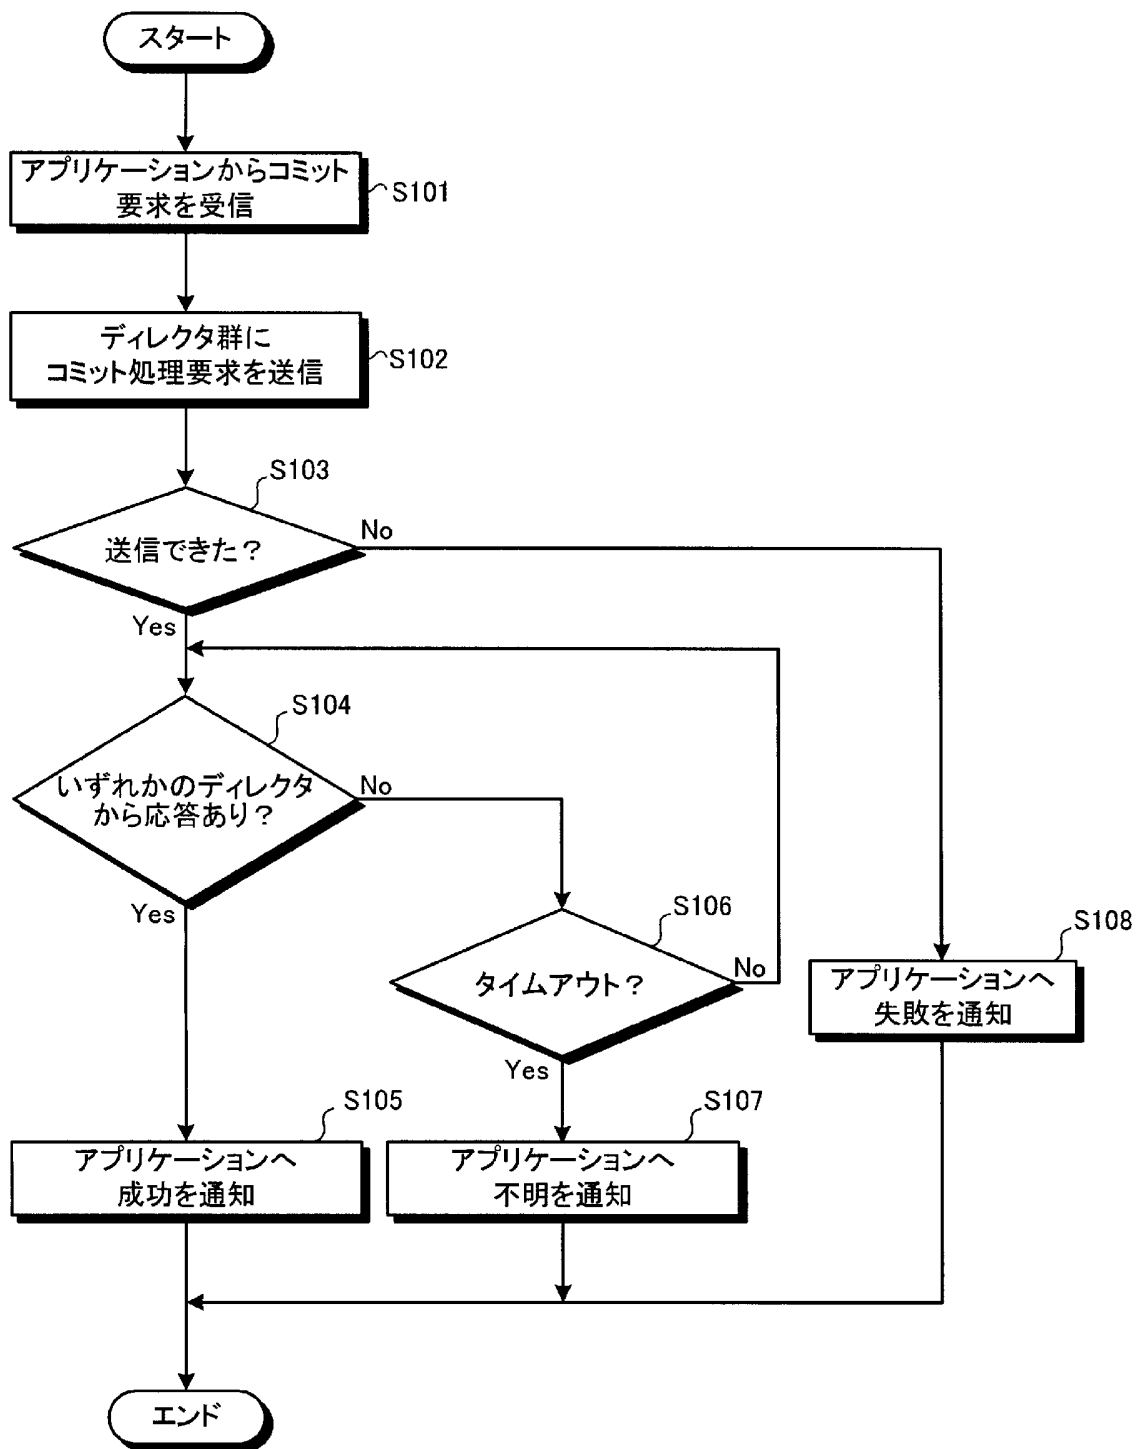 スタート
アプリケーションからコミット
要求を受信
S101
ディレクタ群に
コミット処理要求を送信
S102
S103
送信できた？
No
Yes
S104
いずれかのディレクタ
から応答あり？
No
Yes
S106
タイムアウト？
No
Yes
S108
アプリケーションへ
失敗を通知
S105
アプリケーションへ
成功を通知
S107
アプリケーションへ
不明を通知
エンド